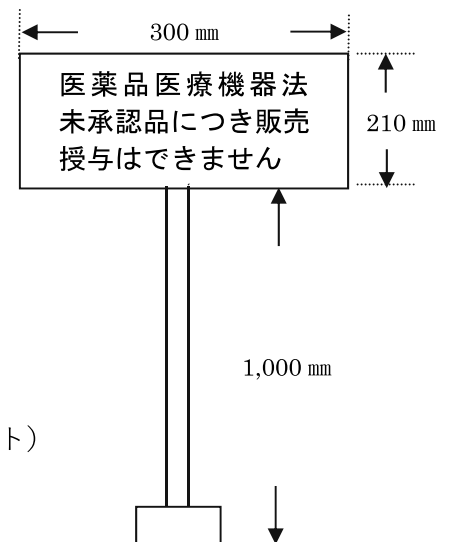 300 mm
医薬品医療機器法
未承認品につき販売
授与はできません
210 mm
1,000 mm
ト）